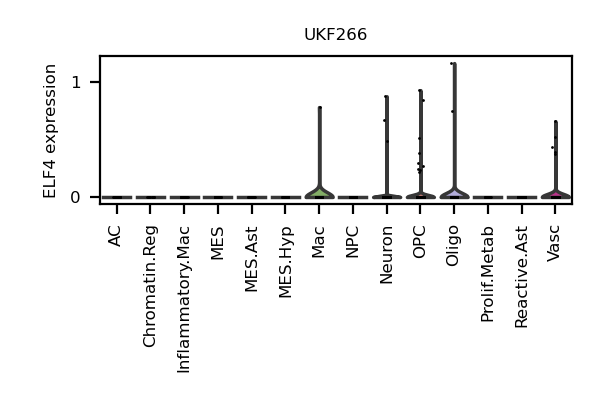 UKF266
ELF4 expression
1
0
AC
Chromatin.Reg
Inflammatory.Mac
MES
MES.Ast
MES.Hyp
Mac
NPC
Neuron
OPC
Oligo
Prolif.Metab
Reactive.Ast
Vasc